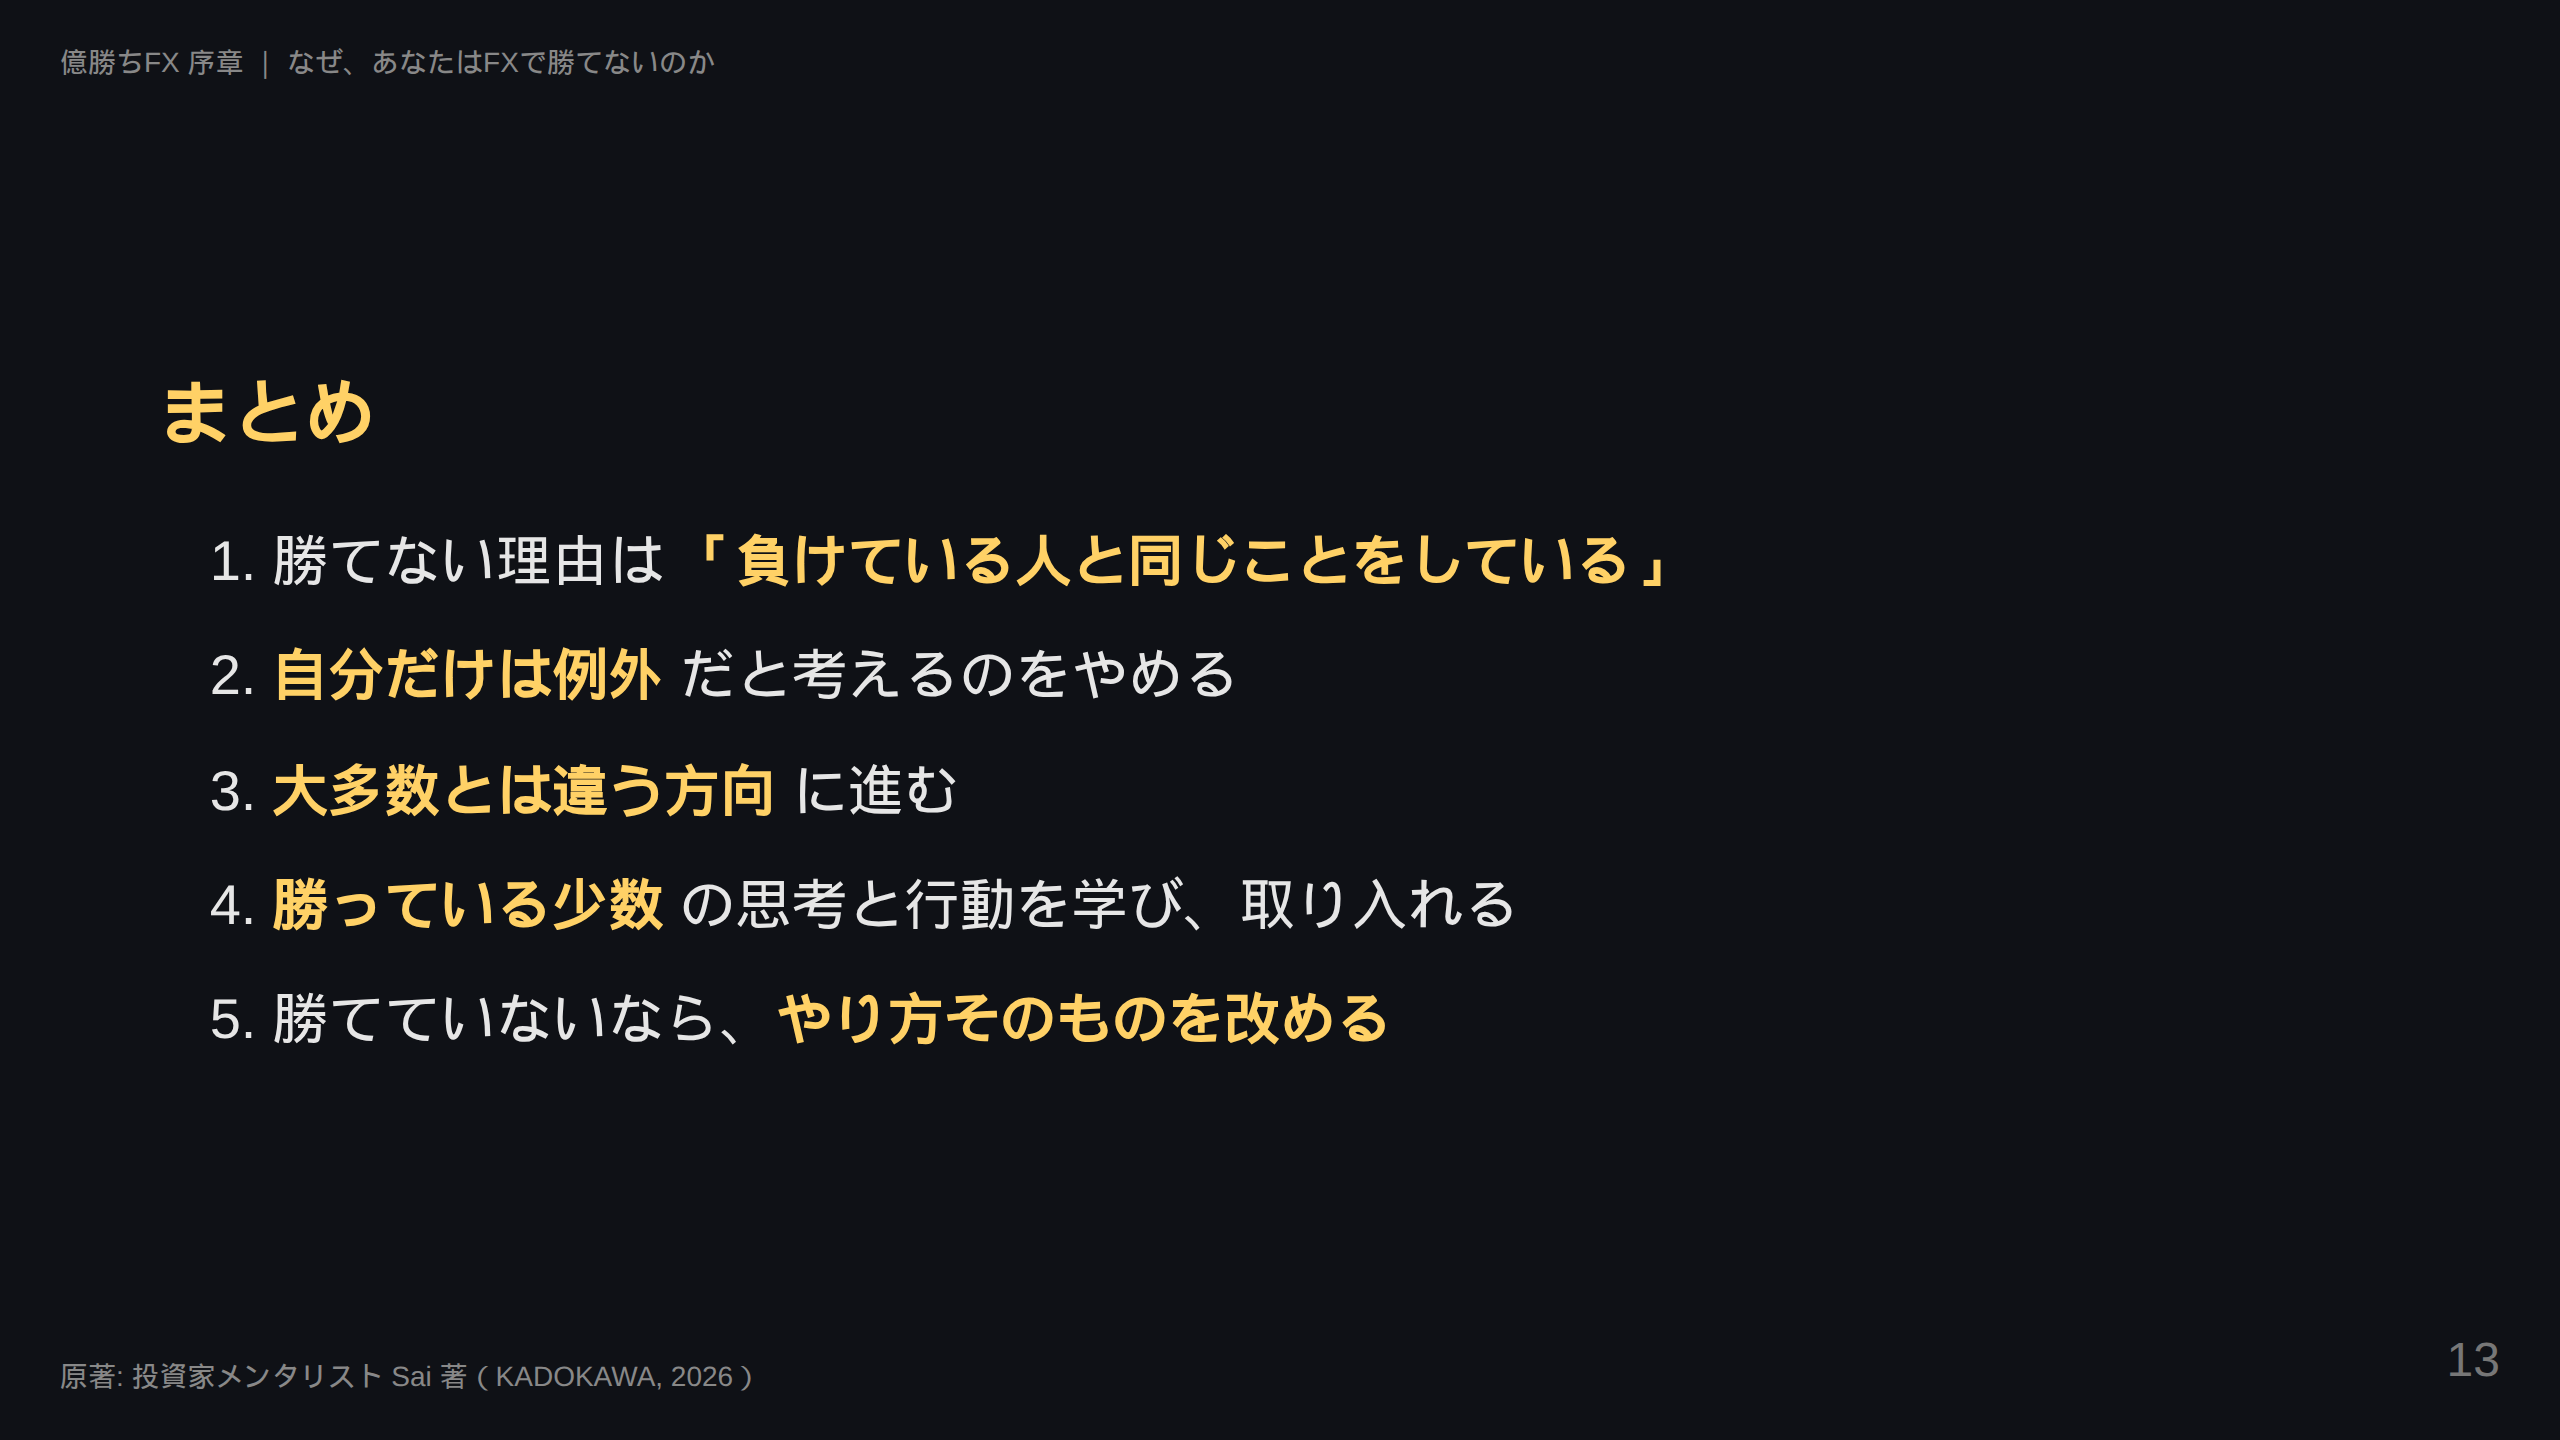 億勝ちFX 序章 ｜ なぜ、あなたはFXで勝てないのか
まとめ
1. 勝てない理由は「負けている人と同じことをしている」
2. 自分だけは例外 だと考えるのをやめる
3. 大多数とは違う方向 に進む
4. 勝っている少数 の思考と行動を学び、取り入れる
5. 勝てていないなら、やり方そのものを改める
原著: 投資家メンタリスト Sai 著（KADOKAWA, 2026）
13